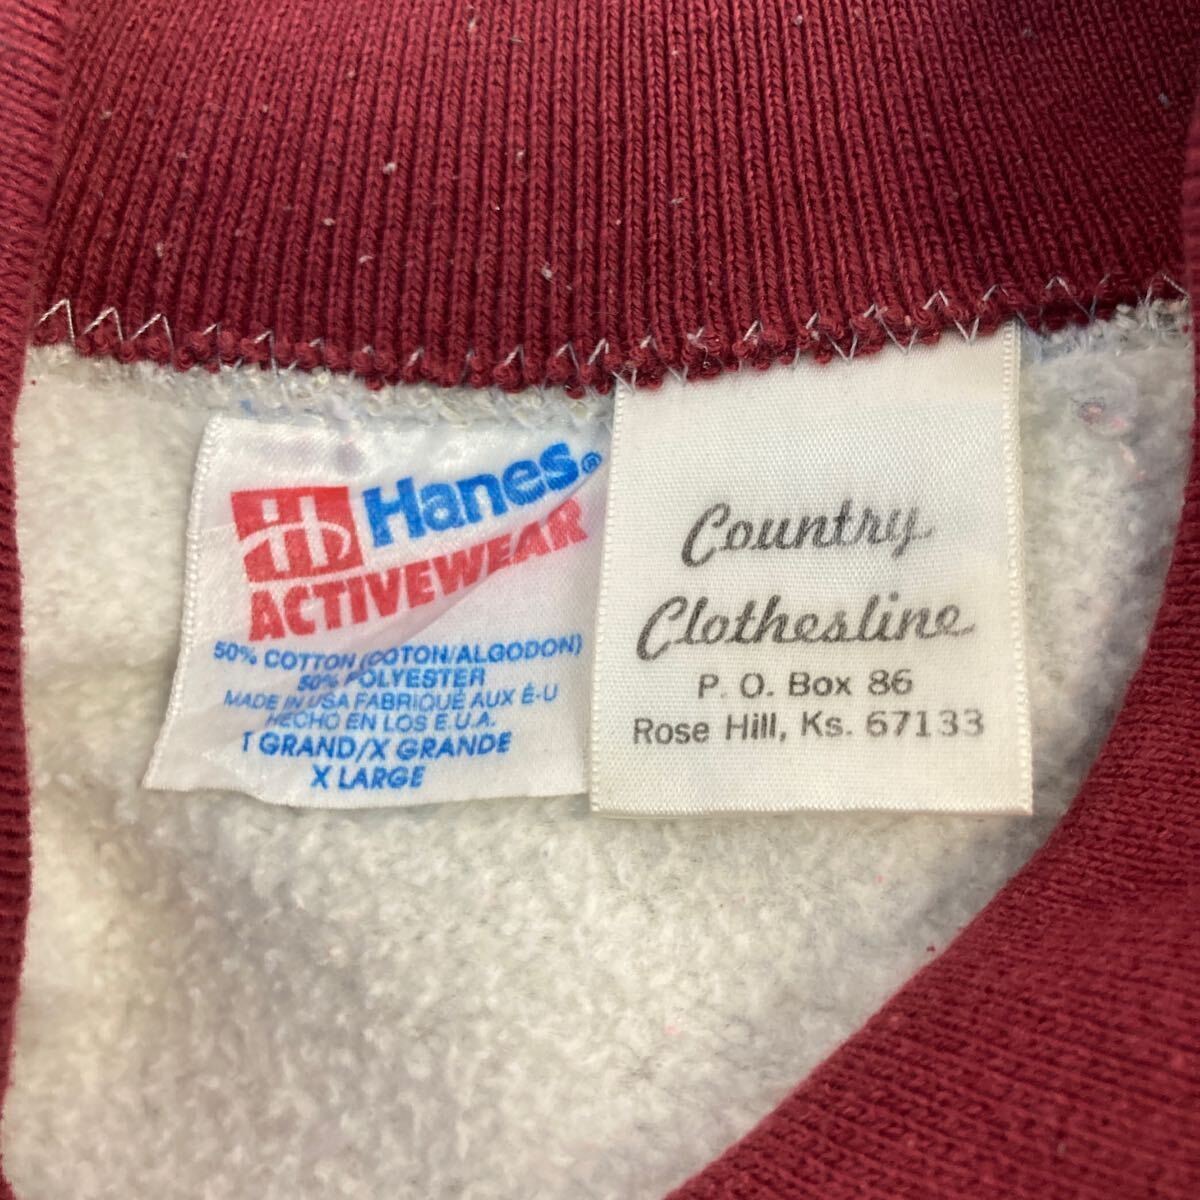 Hanes®
ACTIVEWEAR
50% COTTON (COTON/ALGODON)
50% POLYESTER
MADE IN USA FABRIQUÉ AUX É-U
HECHO EN LOS E.U.A.
T GRAND/X GRANDE
X LARGE
Country
Clothesline
P. O. Box 86
Rose Hill, Ks. 67133